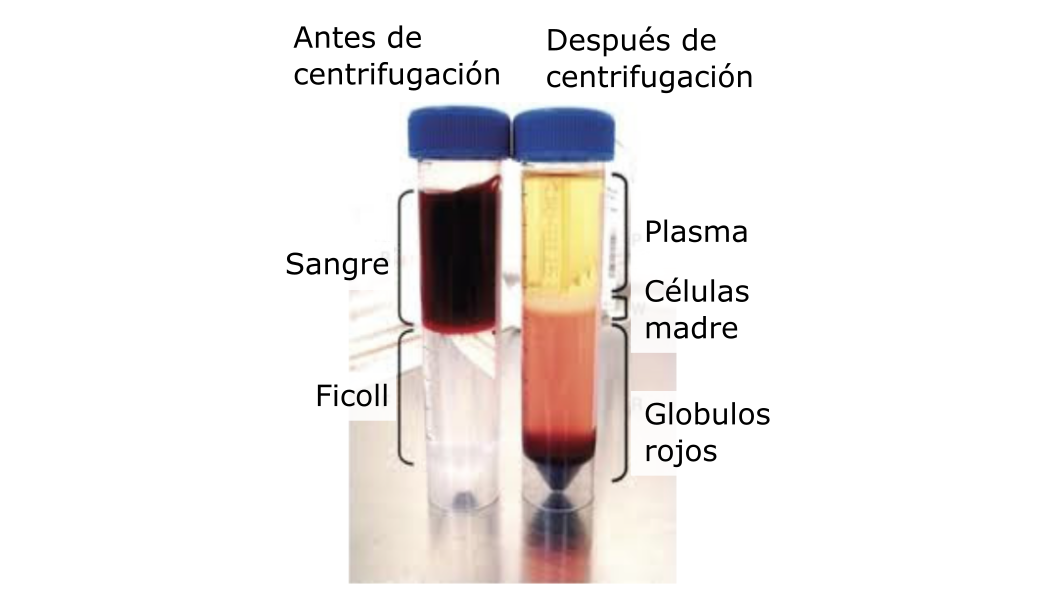 Antes de
centrifugación
Después de
centrifugación
Sangre
Ficoll
Plasma
Células
madre
Globulos
rojos